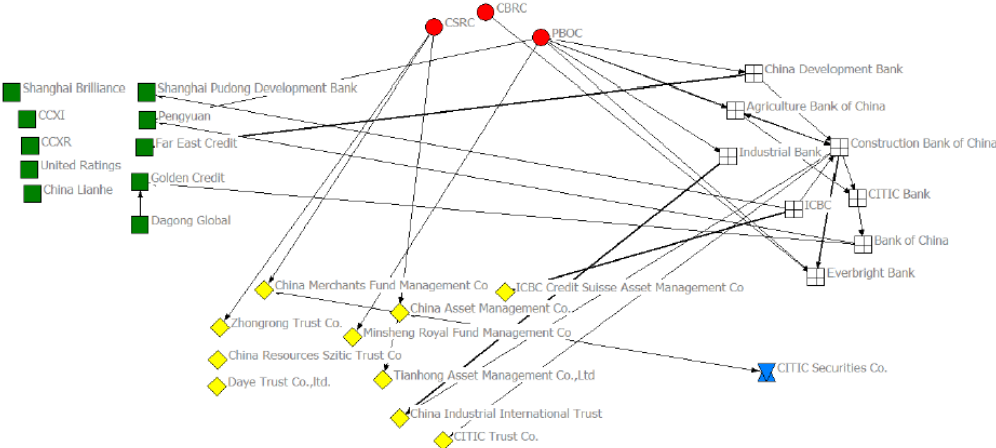 CBRC
CSRC
PBOC
China Development Bank
Shanghai Brilliance
Shanghai Pudong Development Bank
Agriculture Bank of China
CCXI
Pengyuan
CCXR
Far East Credit
Construction Bank of China
Industrial Bank
United Ratings
Golden Credit
China Lianhe
CITIC Bank
ICBC
Dagong Global
Bank of China
Everbright Bank
China Merchants Fund Management Co
ICBC Credit Suisse Asset Management Co
China Asset Management Co.
Zhongrong Trust Co.
Minsheng Royal Fund Management Co
China Resources Szitic Trust Co
CITIC Securities Co.
Tianhong Asset Management Co.,Ltd
Daye Trust Co.,ltd.
China Industrial International Trust
CITIC Trust Co.